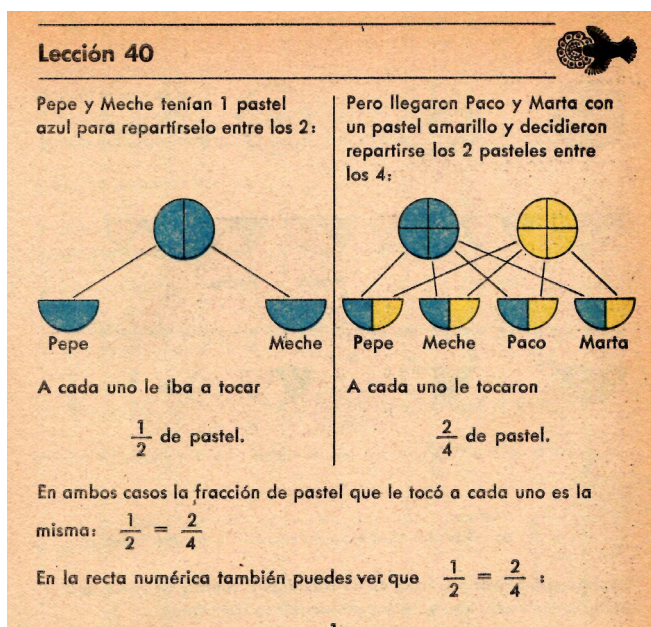 Lección 40
Pepe y Meche tenían 1 pastel
azul para repartírselo entre los 2:
Pepe
Meche
A cada uno le iba a tocar
1/2 de pastel.
Pero llegaron Paco y Marta con
un pastel amarillo y decidieron
repartirse los 2 pasteles entre
los 4:
Pepe
Meche
Paco
Marta
A cada uno le tocaron
2/4 de pastel.
En ambos casos la fracción de pastel que le tocó a cada uno es la
misma: 1/2 = 2/4
En la recta numérica también puedes ver que 1/2 = 2/4 :